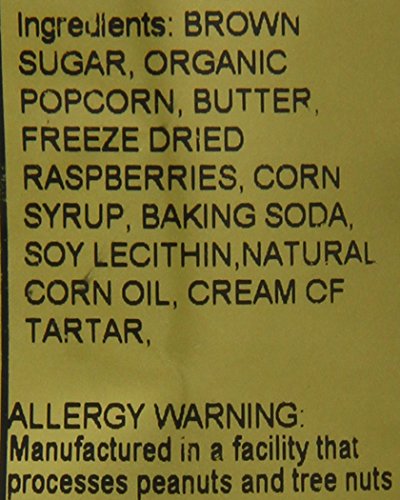 Ingredients: BROWN
SUGAR, ORGANIC
POPCORN, BUTTER,
FREEZE DRIED
RASPBERRIES, CORN
SYRUP, BAKING SODA,
SOY LECITHIN,NATURAL
CORN OIL, CREAM CF
TARTAR,
ALLERGY WARNING:
Manufactured in a facility that
processes peanuts and tree nuts